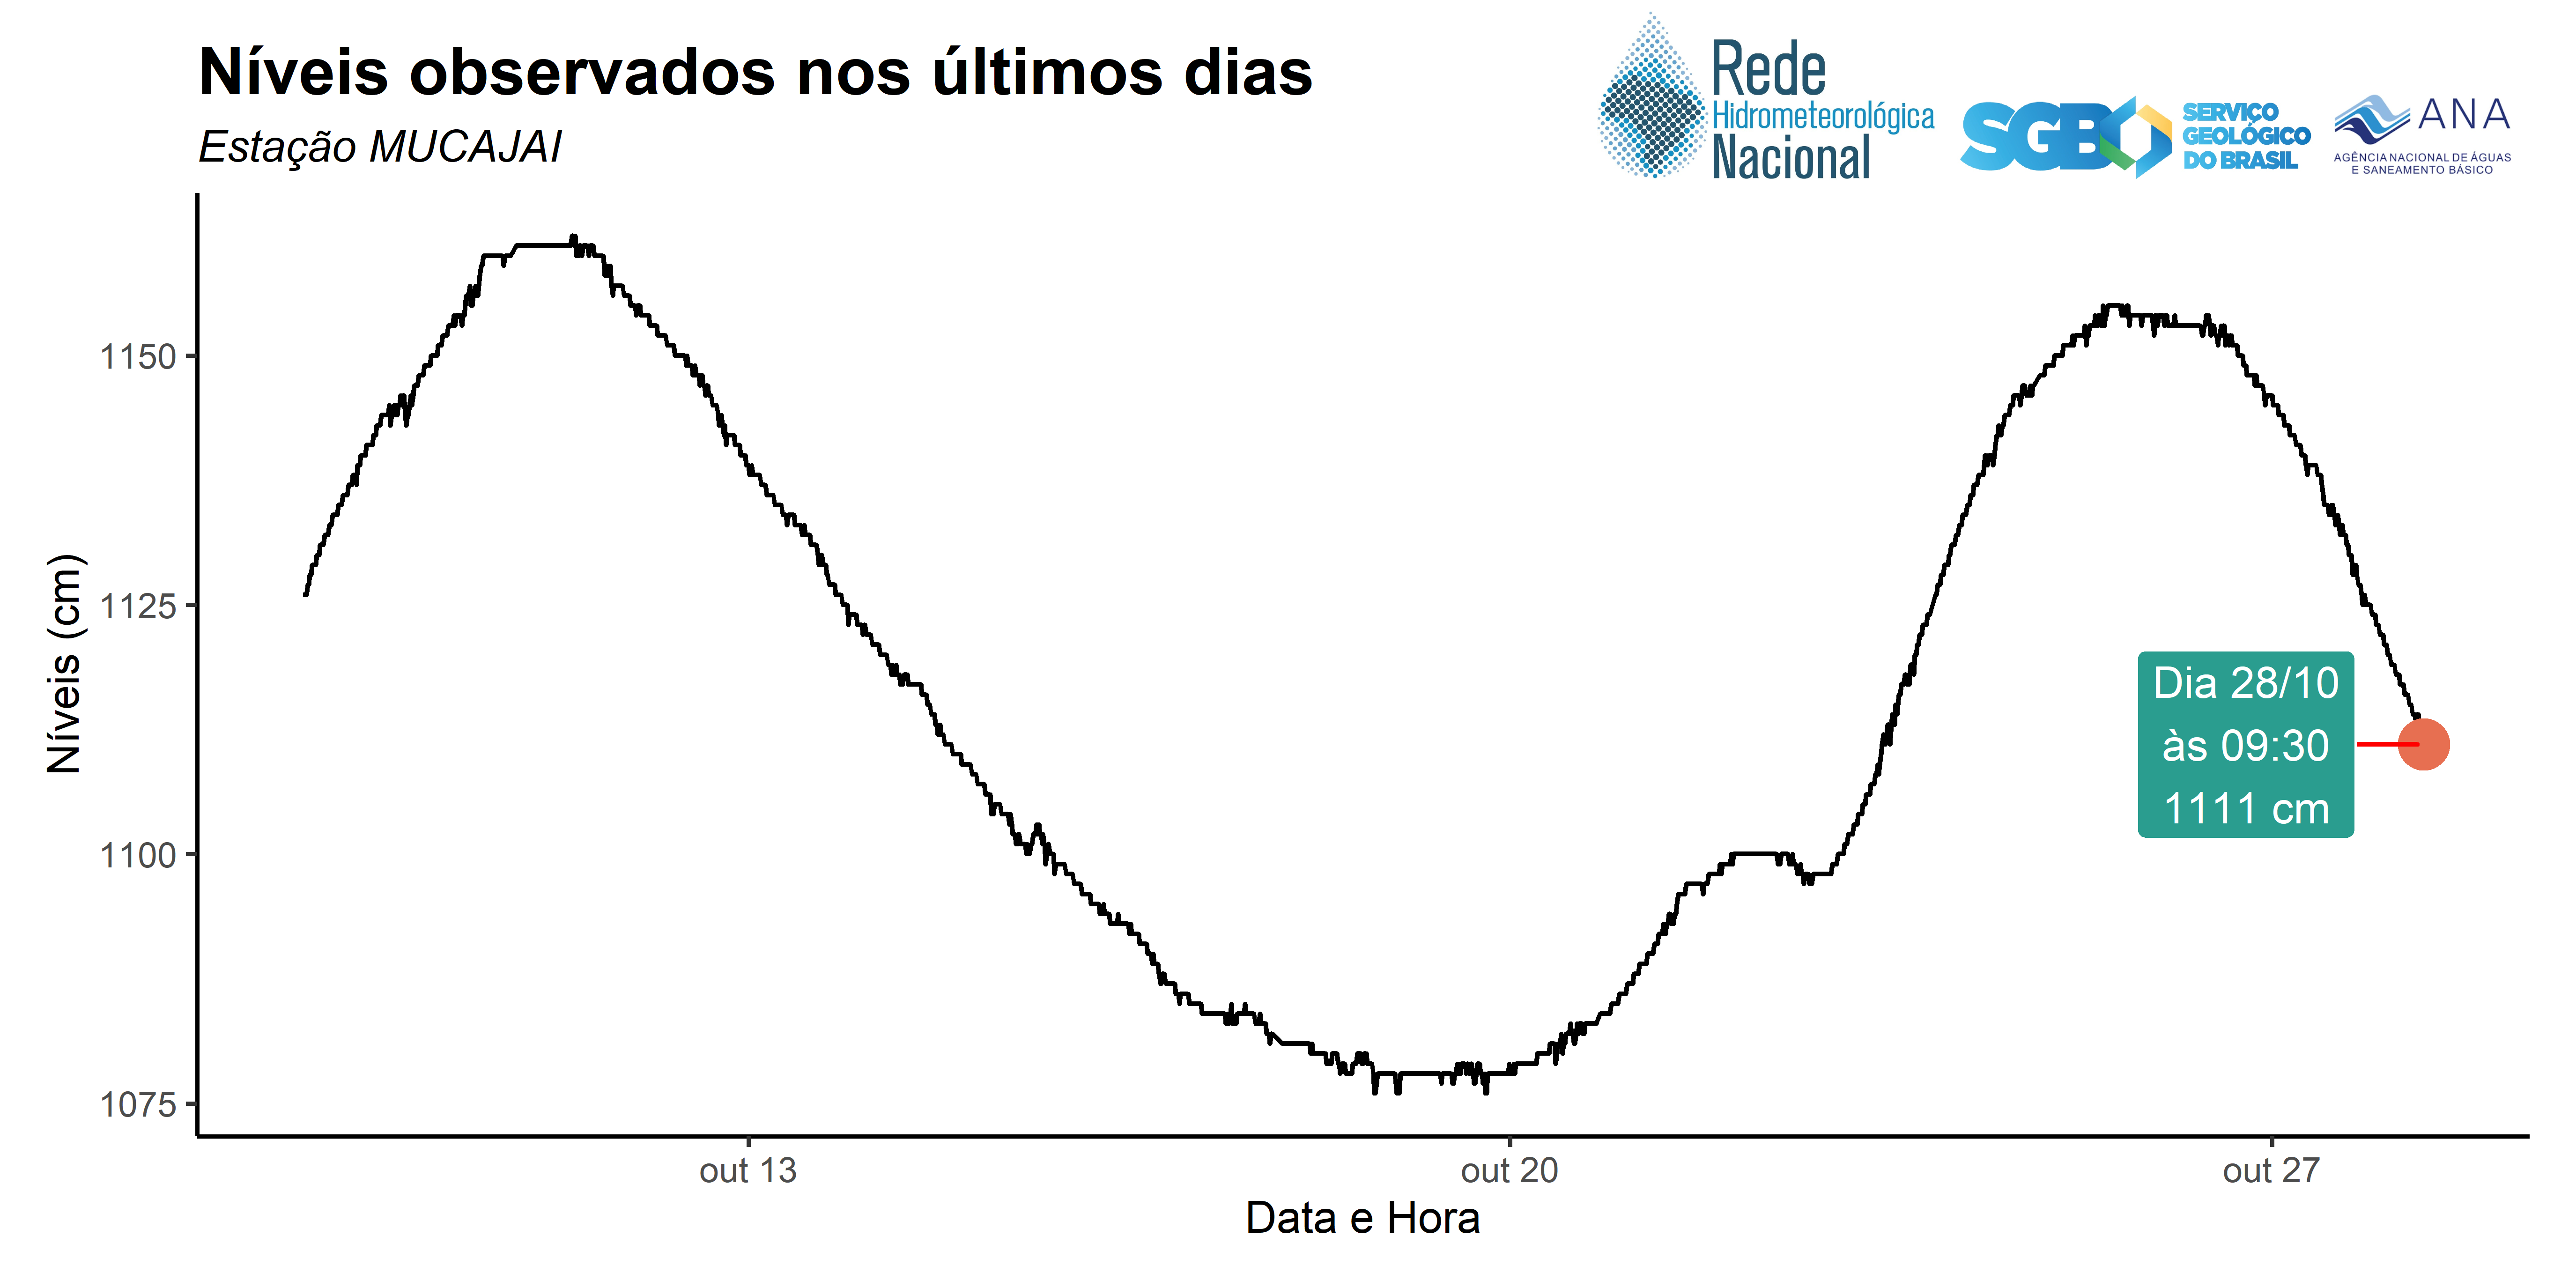 Níveis observados nos últimos dias
Estação MUCAJAI
Rede
Hidrometeorológica
Nacional
SGB
SERVIÇO
GEOLÓGICO
DO BRASIL
ANA
AGÊNCIA NACIONAL DE ÁGUAS
E SANEAMENTO BÁSICO
Níveis (cm)
1150
1125
1100
1075
Dia 28/10
às 09:30
1111 cm
out 13
out 20
out 27
Data e Hora